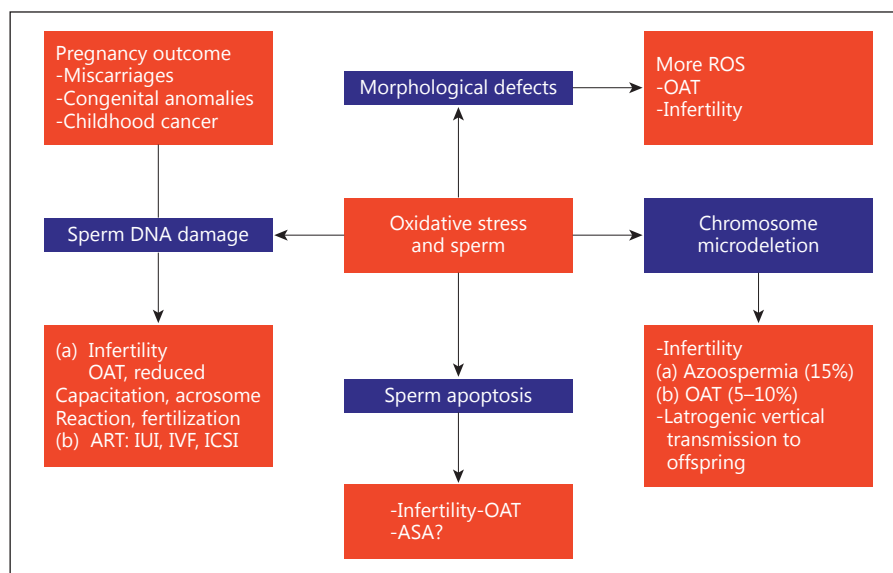 Pregnancy outcome
-Miscarriages
-Congenital anomalies
-Childhood cancer
Morphological defects
More ROS
-OAT
-Infertility
Sperm DNA damage
Oxidative stress
and sperm
Chromosome
microdeletion
(a) Infertility
OAT, reduced
Capacitation, acrosome
Reaction, fertilization
(b) ART: IUI, IVF, ICSI
Sperm apoptosis
-Infertility
(a) Azoospermia (15%)
(b) OAT (5–10%)
-Latrogenic vertical
transmission to
offspring
-Infertility-OAT
-ASA?